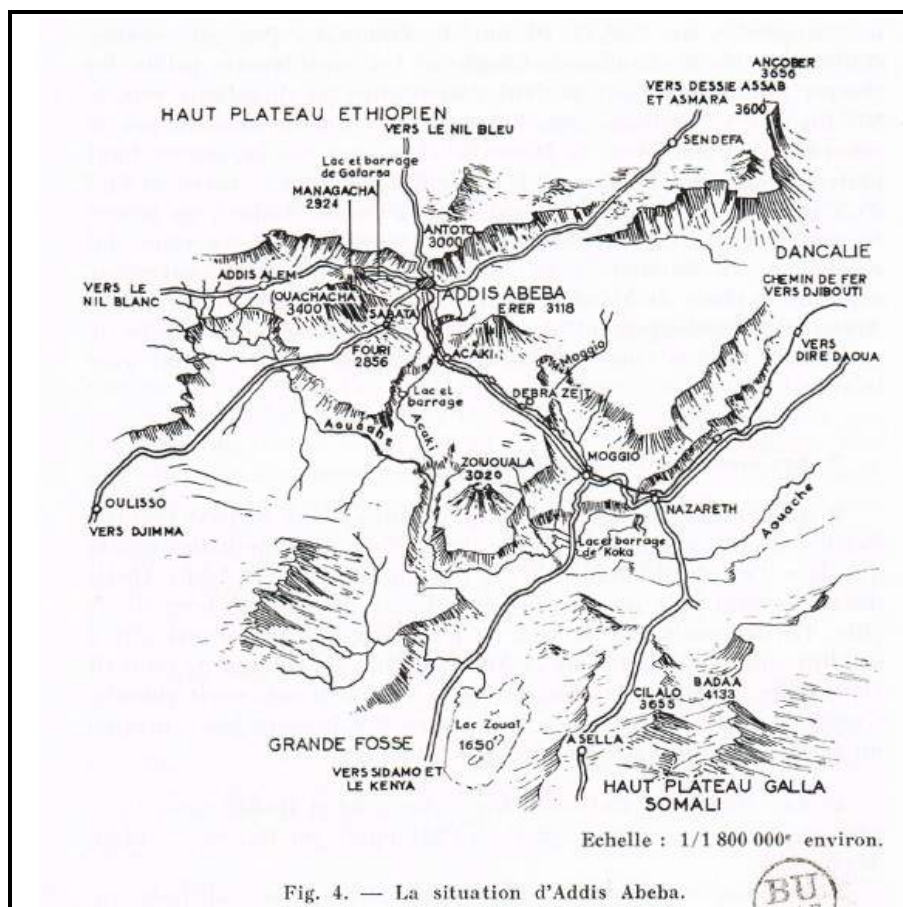 ANCOBER
3656
VERS DESSIE ASSAB
ET ASMARA
3600
HAUT PLATEAU ETHIOPIEN
VERS LE NIL BLEU
SENDEFA
Lac et barrage
de Gafarsa
MANAGACHA
2924
ANTOTO
3000
DANCALIE
ADDIS ALEM
CHEMIN DE FER
VERS DJIBOUTI
VERS LE
NIL BLANC
OUACHACHA
3400
ADDIS ABEBA
SABATA
ERER 3118
FOURI
2856
ACAKI
Moggio
VERS
DIRE DAOUA
Lac et
barrage
DEBRA ZEIT
Aouache
Acaki
ZOUQUALA
3020
MOGGIO
OULISSO
NAZARETH
Aouache
VERS DJIMMA
Lac et barrage
de Koka
BADAA
4133
CILALO
3655
Lac Zouai
1650
GRANDE FOSSE
ASELLA
VERS SIDAMO ET
LE KENYA
HAUT PLATEAU GALLA
SOMALI
Echelle : 1/1 800 000e environ.
Fig. 4. — La situation d'Addis Abeba.
BU